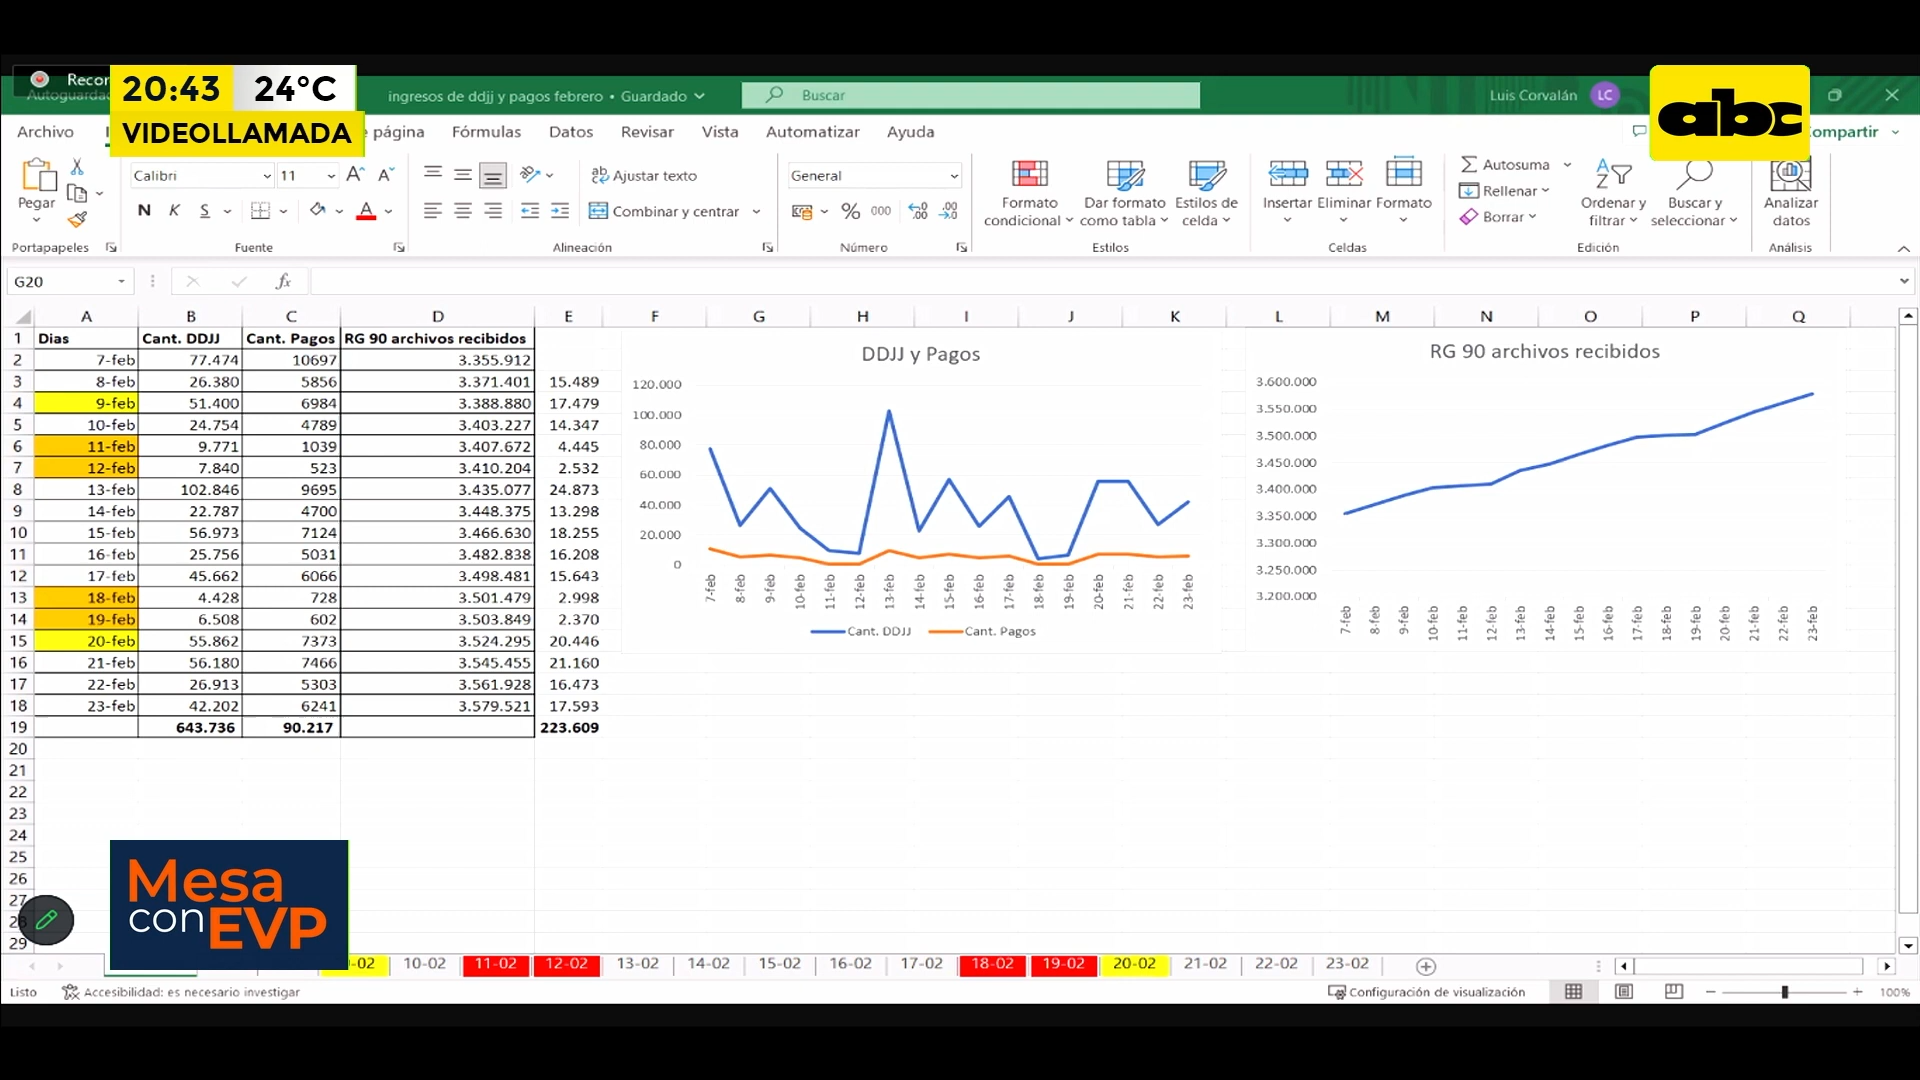 Recor
20:43 24°C
VIDEOLLAMADA
abc
Autoguarda
ingresos de ddjj y pagos febrero • Guardado
Buscar
Luis Corvalán LC
Archivo
e página Fórmulas Datos Revisar Vista Automatizar Ayuda
ompartir
Pegar
Portapapeles
Calibri 11
N K S
Fuente
Ajustar texto
Combinar y centrar
Alineación
General
% 000
Número
Formato condicional
Dar formato como tabla
Estilos de celda
Estilos
Insertar Eliminar Formato
Celdas
Autosuma
Rellenar
Borrar
Ordenar y filtrar
Buscar y seleccionar
Edición
Analizar datos
Análisis
G20
fx
A B C D E F G H I J K L M N O P Q
1 Dias Cant. DDJJ Cant. Pagos RG 90 archivos recibidos
2 7-feb 77.474 10697 3.355.912
3 8-feb 26.380 5856 3.371.401 15.489
4 9-feb 51.400 6984 3.388.880 17.479
5 10-feb 24.754 4789 3.403.227 14.347
6 11-feb 9.771 1039 3.407.672 4.445
7 12-feb 7.840 523 3.410.204 2.532
8 13-feb 102.846 9695 3.435.077 24.873
9 14-feb 22.787 4700 3.448.375 13.298
10 15-feb 56.973 7124 3.466.630 18.255
11 16-feb 25.756 5031 3.482.838 16.208
12 17-feb 45.662 6066 3.498.481 15.643
13 18-feb 4.428 728 3.501.479 2.998
14 19-feb 6.508 602 3.503.849 2.370
15 20-feb 55.862 7373 3.524.295 20.446
16 21-feb 56.180 7466 3.545.455 21.160
17 22-feb 26.913 5303 3.561.928 16.473
18 23-feb 42.202 6241 3.579.521 17.593
19 643.736 90.217 223.609
20
21
22
23
24
25
26
27
28
29
DDJJ y Pagos
120.000
100.000
80.000
60.000
40.000
20.000
0
7-feb 8-feb 9-feb 10-feb 11-feb 12-feb 13-feb 14-feb 15-feb 16-feb 17-feb 18-feb 19-feb 20-feb 21-feb 22-feb 23-feb
Cant. DDJJ Cant. Pagos
RG 90 archivos recibidos
3.600.000
3.550.000
3.500.000
3.450.000
3.400.000
3.350.000
3.300.000
3.250.000
3.200.000
7-feb 8-feb 9-feb 10-feb 11-feb 12-feb 13-feb 14-feb 15-feb 16-feb 17-feb 18-feb 19-feb 20-feb 21-feb 22-feb 23-feb
Mesa
con EVP
-02 10-02 11-02 12-02 13-02 14-02 15-02 16-02 17-02 18-02 19-02 20-02 21-02 22-02 23-02
Listo Accesibilidad: es necesario investigar
Configuración de visualización
100%